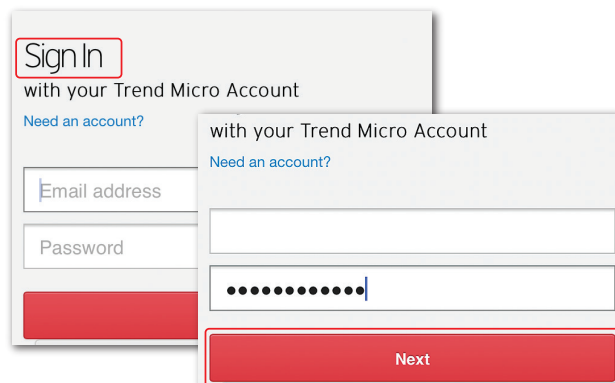 Sign In
with your Trend Micro Account
Need an account?
Email address
Password
with your Trend Micro Account
Need an account?
●●●●●●●●●●●●
Next